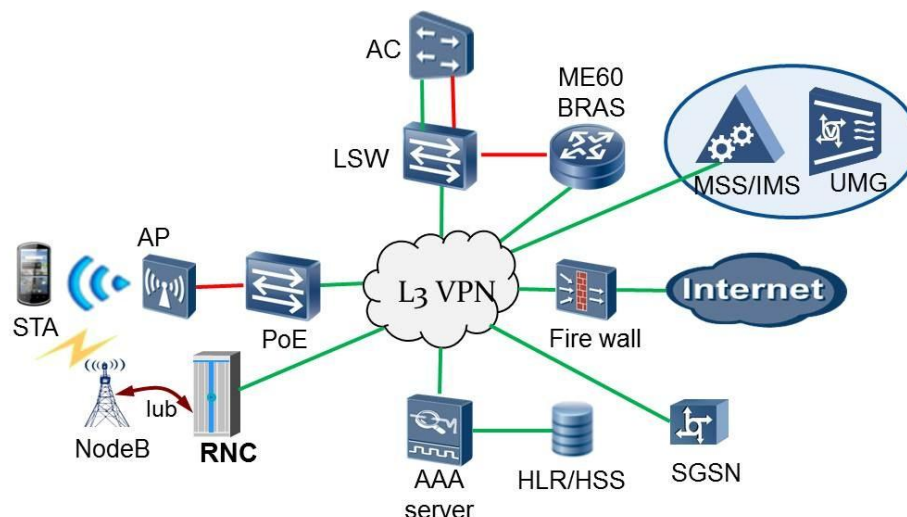 AC
ME60
BRAS
LSW
MSS/IMS
UMG
AP
STA
PoE
L3 VPN
Fire wall
Internet
NodeB
lub
RNC
AAA
server
HLR/HSS
SGSN